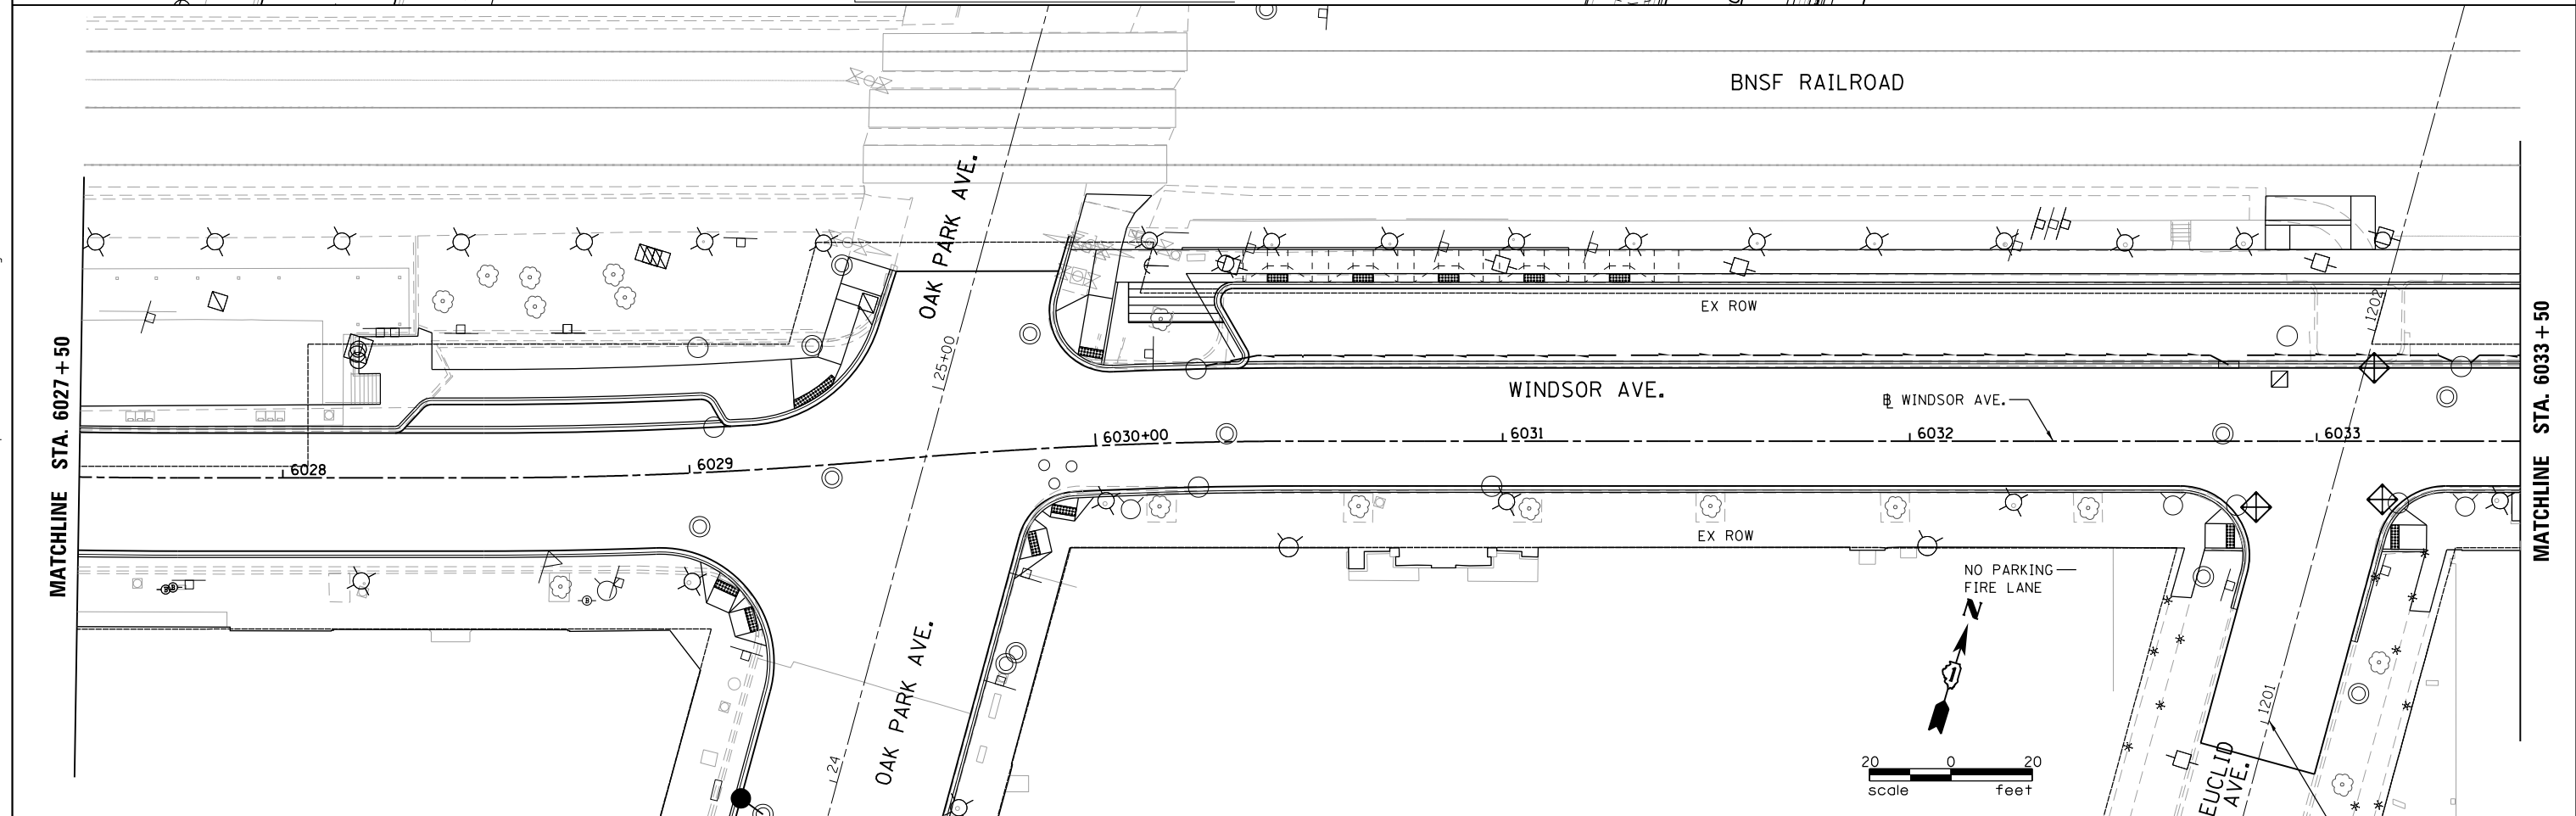 BNSF RAILROAD
OAK PARK AVE.
25+00
EX ROW
1202
MATCHLINE STA. 6027+50
MATCHLINE STA. 6033+50
WINDSOR AVE.
℄ WINDSOR AVE.
6028
6029
6030+00
6031
6032
6033
EX ROW
NO PARKING
FIRE LANE
N
1
B
B
B
OAK PARK AVE.
24
1201
EUCLID
AVE.
20 0 20
scale feet